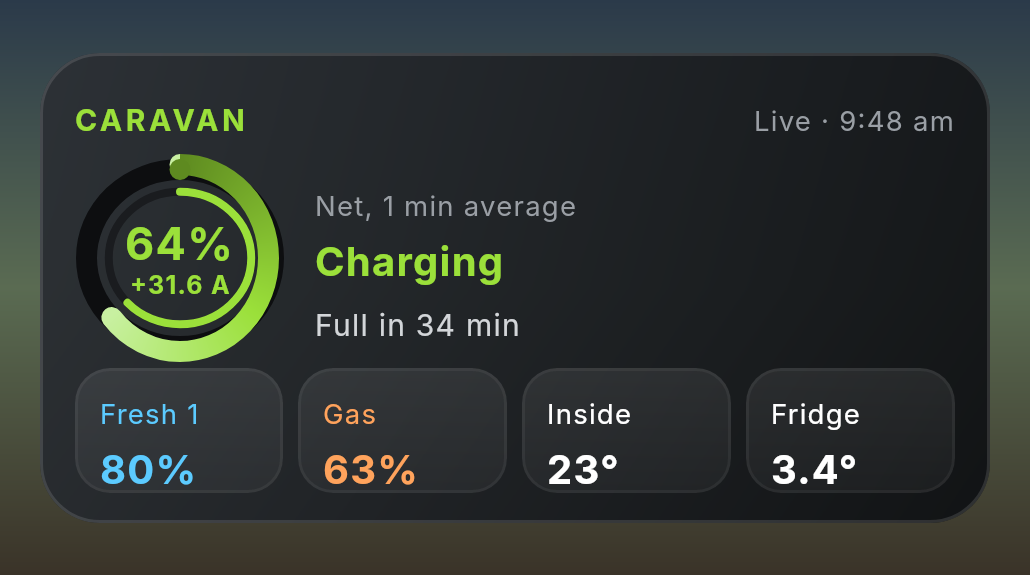 CARAVAN
Live · 9:48 am
64%
+31.6 A
Net, 1 min average
Charging
Full in 34 min
Fresh 1
80%
Gas
63%
Inside
23°
Fridge
3.4°